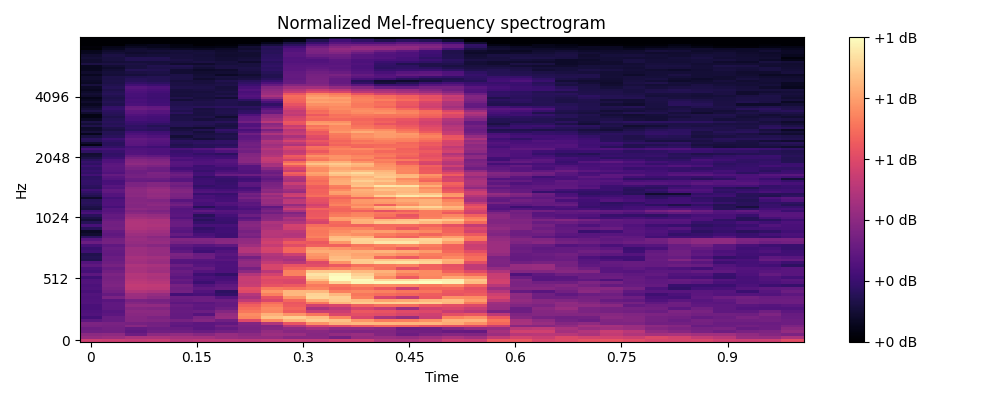 Normalized Mel-frequency spectrogram
Hz
4096
2048
1024
512
0
0
0.15
0.3
0.45
0.6
0.75
0.9
Time
+1 dB
+1 dB
+1 dB
+0 dB
+0 dB
+0 dB